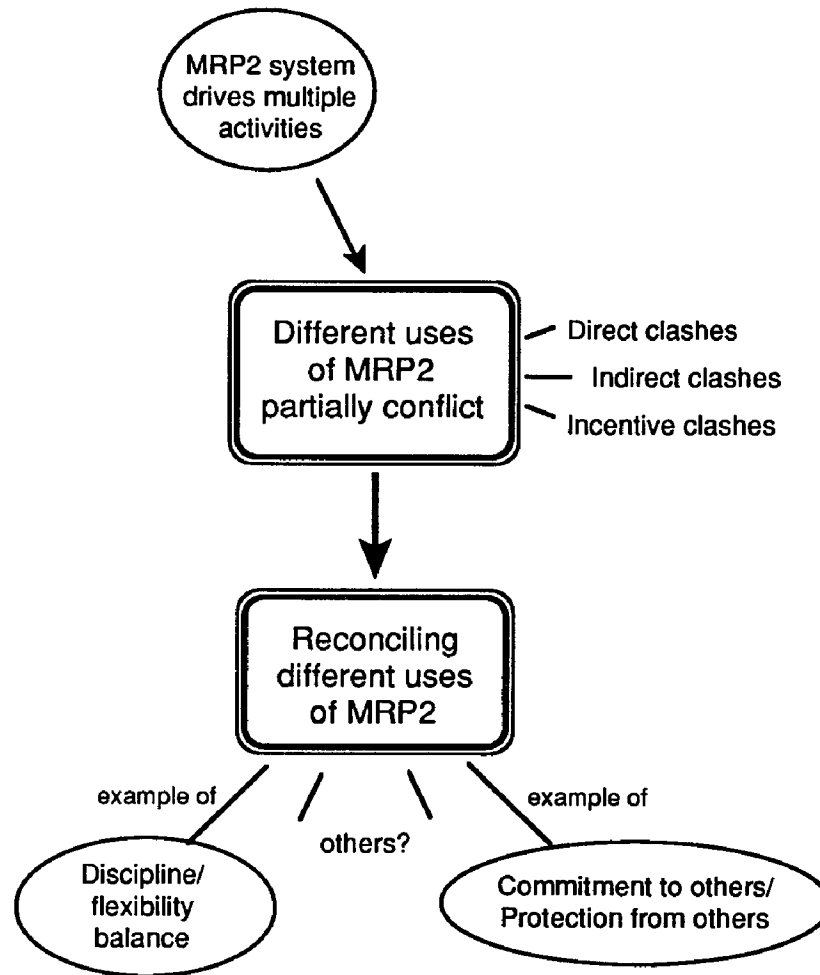 MRP2 system
drives multiple
activities
Different uses
of MRP2
partially conflict
Direct clashes
Indirect clashes
Incentive clashes
Reconciling
different uses
of MRP2
example of
example of
others?
Discipline/
flexibility
balance
Commitment to others/
Protection from others